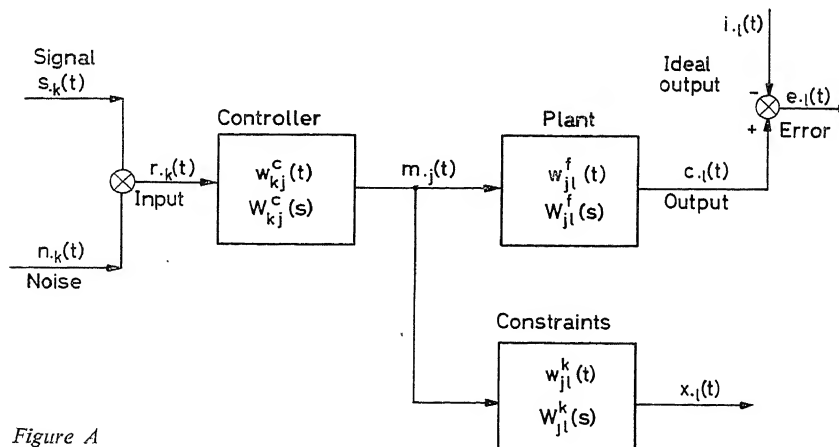 Signal
s.k(t)
n.k(t)
Noise
r.k(t)
Input
Controller
w^c_kj(t)
W^c_kj(s)
m.j(t)
Plant
w^f_jl(t)
W^f_jl(s)
c.l(t)
Output
Ideal
output
i.l(t)
-
+
e.l(t)
Error
Constraints
w^k_jl(t)
W^k_jl(s)
x.l(t)
Figure A